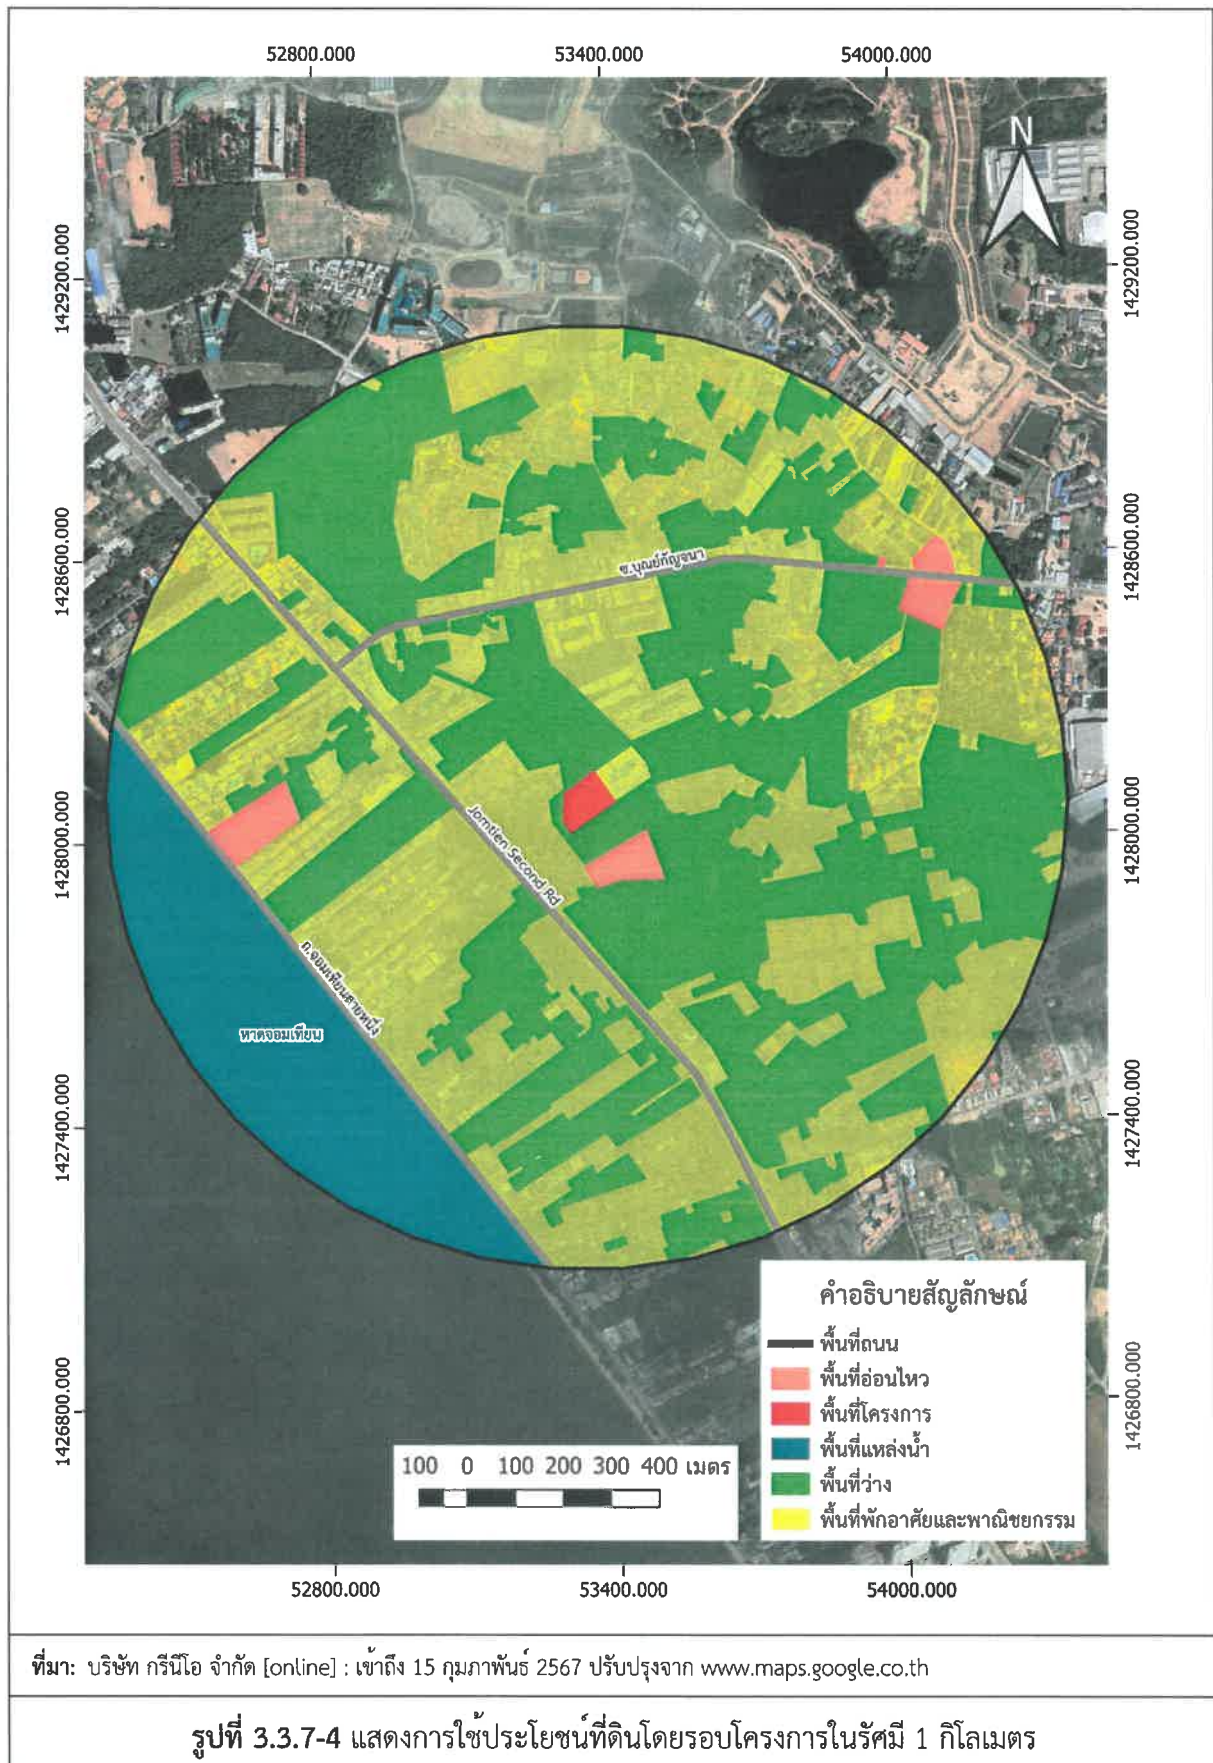 52800.000 53400.000 54000.000
N
1429200.000 1429200.000
1428600.000 1428600.000
ซ.บุณย์กัญจนา
1428000.000 1428000.000
Jomtien Second Rd
ถ.จอมเทียนสายหนึ่ง
หาดจอมเทียน
1427400.000 1427400.000
คำอธิบายสัญลักษณ์
พื้นที่ถนน
พื้นที่อ่อนไหว
พื้นที่โครงการ
พื้นที่แหล่งน้ำ
พื้นที่ว่าง
พื้นที่พักอาศัยและพาณิชยกรรม
1426800.000 1426800.000
100 0 100 200 300 400 เมตร
52800.000 53400.000 54000.000
ที่มา: บริษัท กรีนีโอ จำกัด [online] : เข้าถึง 15 กุมภาพันธ์ 2567 ปรับปรุงจาก www.maps.google.co.th
รูปที่ 3.3.7-4 แสดงการใช้ประโยชน์ที่ดินโดยรอบโครงการในรัศมี 1 กิโลเมตร